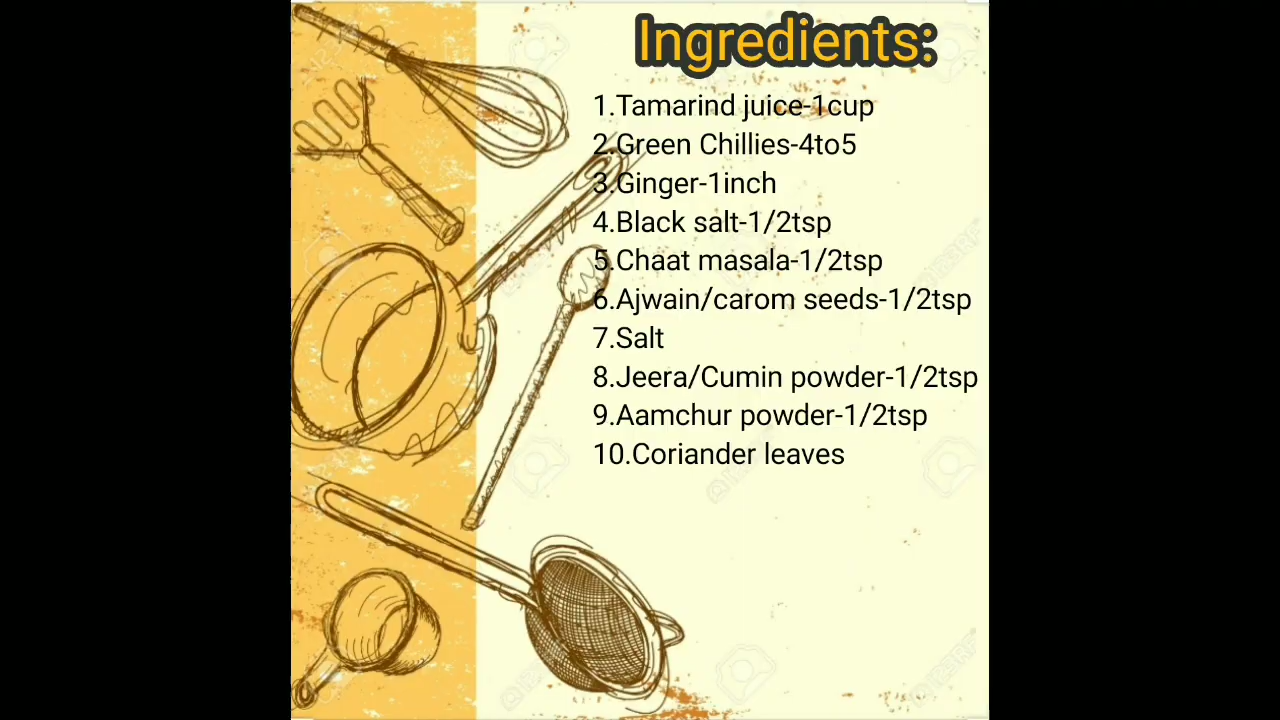 Ingredients:
1.Tamarind juice-1cup
2.Green Chillies-4to5
3.Ginger-1inch
4.Black salt-1/2tsp
5.Chaat masala-1/2tsp
6.Ajwain/carom seeds-1/2tsp
7.Salt
8.Jeera/Cumin powder-1/2tsp
9.Aamchur powder-1/2tsp
10.Coriander leaves